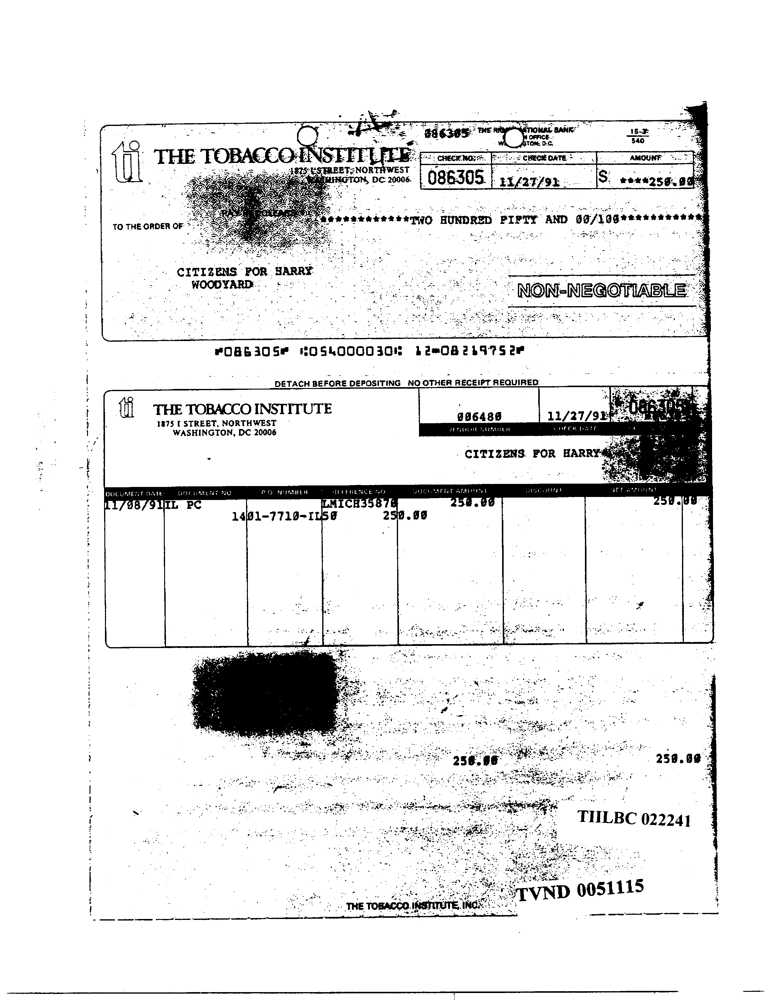 086305 THE NATIONAL BANK 15-3
OFFICE 540
D.C.
ti THE TOBACCO INSTITUTE
1875 I STREET, NORTHWEST
WASHINGTON, DC 20006
CHECK NO. CHECK DATE AMOUNT
086305 11/27/91 $ ****250.00
PAY
************TWO HUNDRED FIFTY AND 00/100***********
TO THE ORDER OF
CITIZENS FOR HARRY
WOODYARD
NON-NEGOTIABLE
⑈086305⑈ ⑆054000030⑆ 12⑉08219752⑈
DETACH BEFORE DEPOSITING NO OTHER RECEIPT REQUIRED
ti THE TOBACCO INSTITUTE
1875 I STREET, NORTHWEST
WASHINGTON, DC 20006
006480 11/27/91 086305
VENDOR NUMBER CHECK DATE
CITIZENS FOR HARRY
DOCUMENT DATE DOCUMENT NO P.O. NUMBER REFERENCE NO DOCUMENT AMOUNT DISCOUNT NET AMOUNT
11/08/91 IL PC LMICH35870 250.00 250.00
1401-7710-IL50 250.00
250.00 250.00
TIILBC 022241
TVND 0051115
THE TOBACCO INSTITUTE, INC.